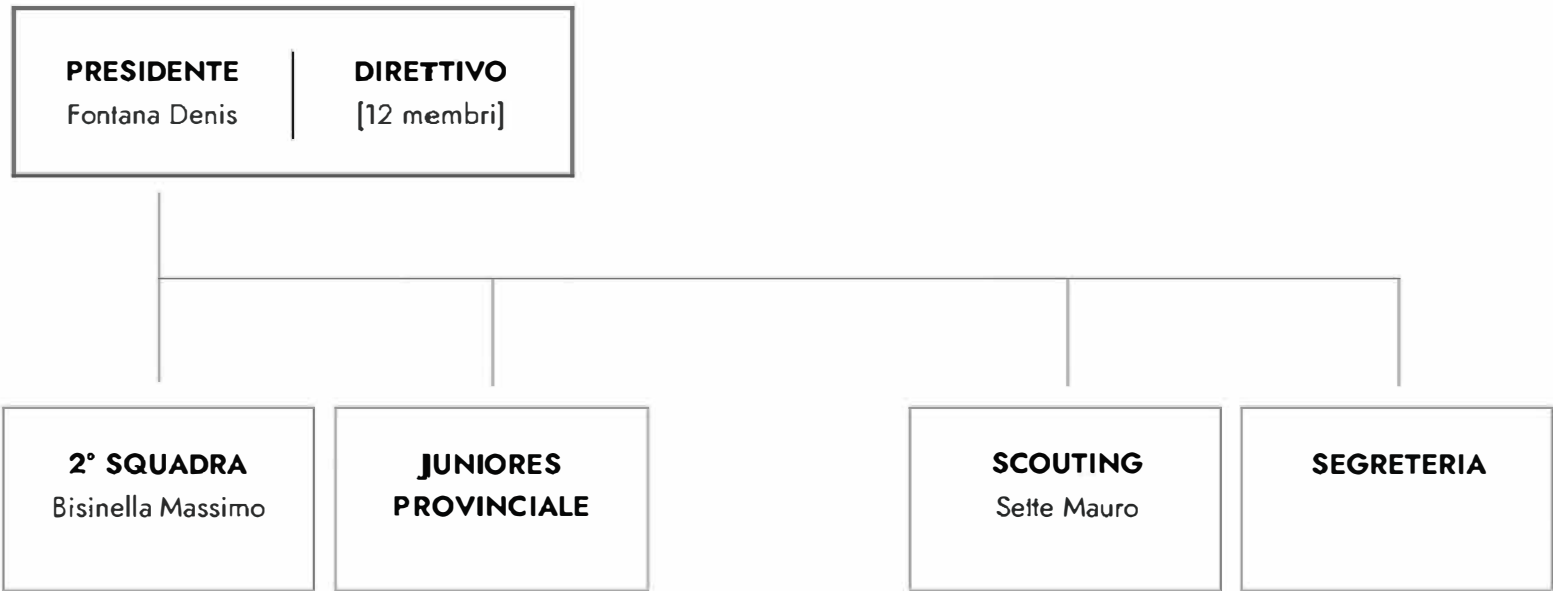 PRESIDENTE
Fontana Denis
DIRETTIVO
[12 membri]
2° SQUADRA
Bisinella Massimo
JUNIORES
PROVINCIALE
SCOUTING
Sette Mauro
SEGRETERIA